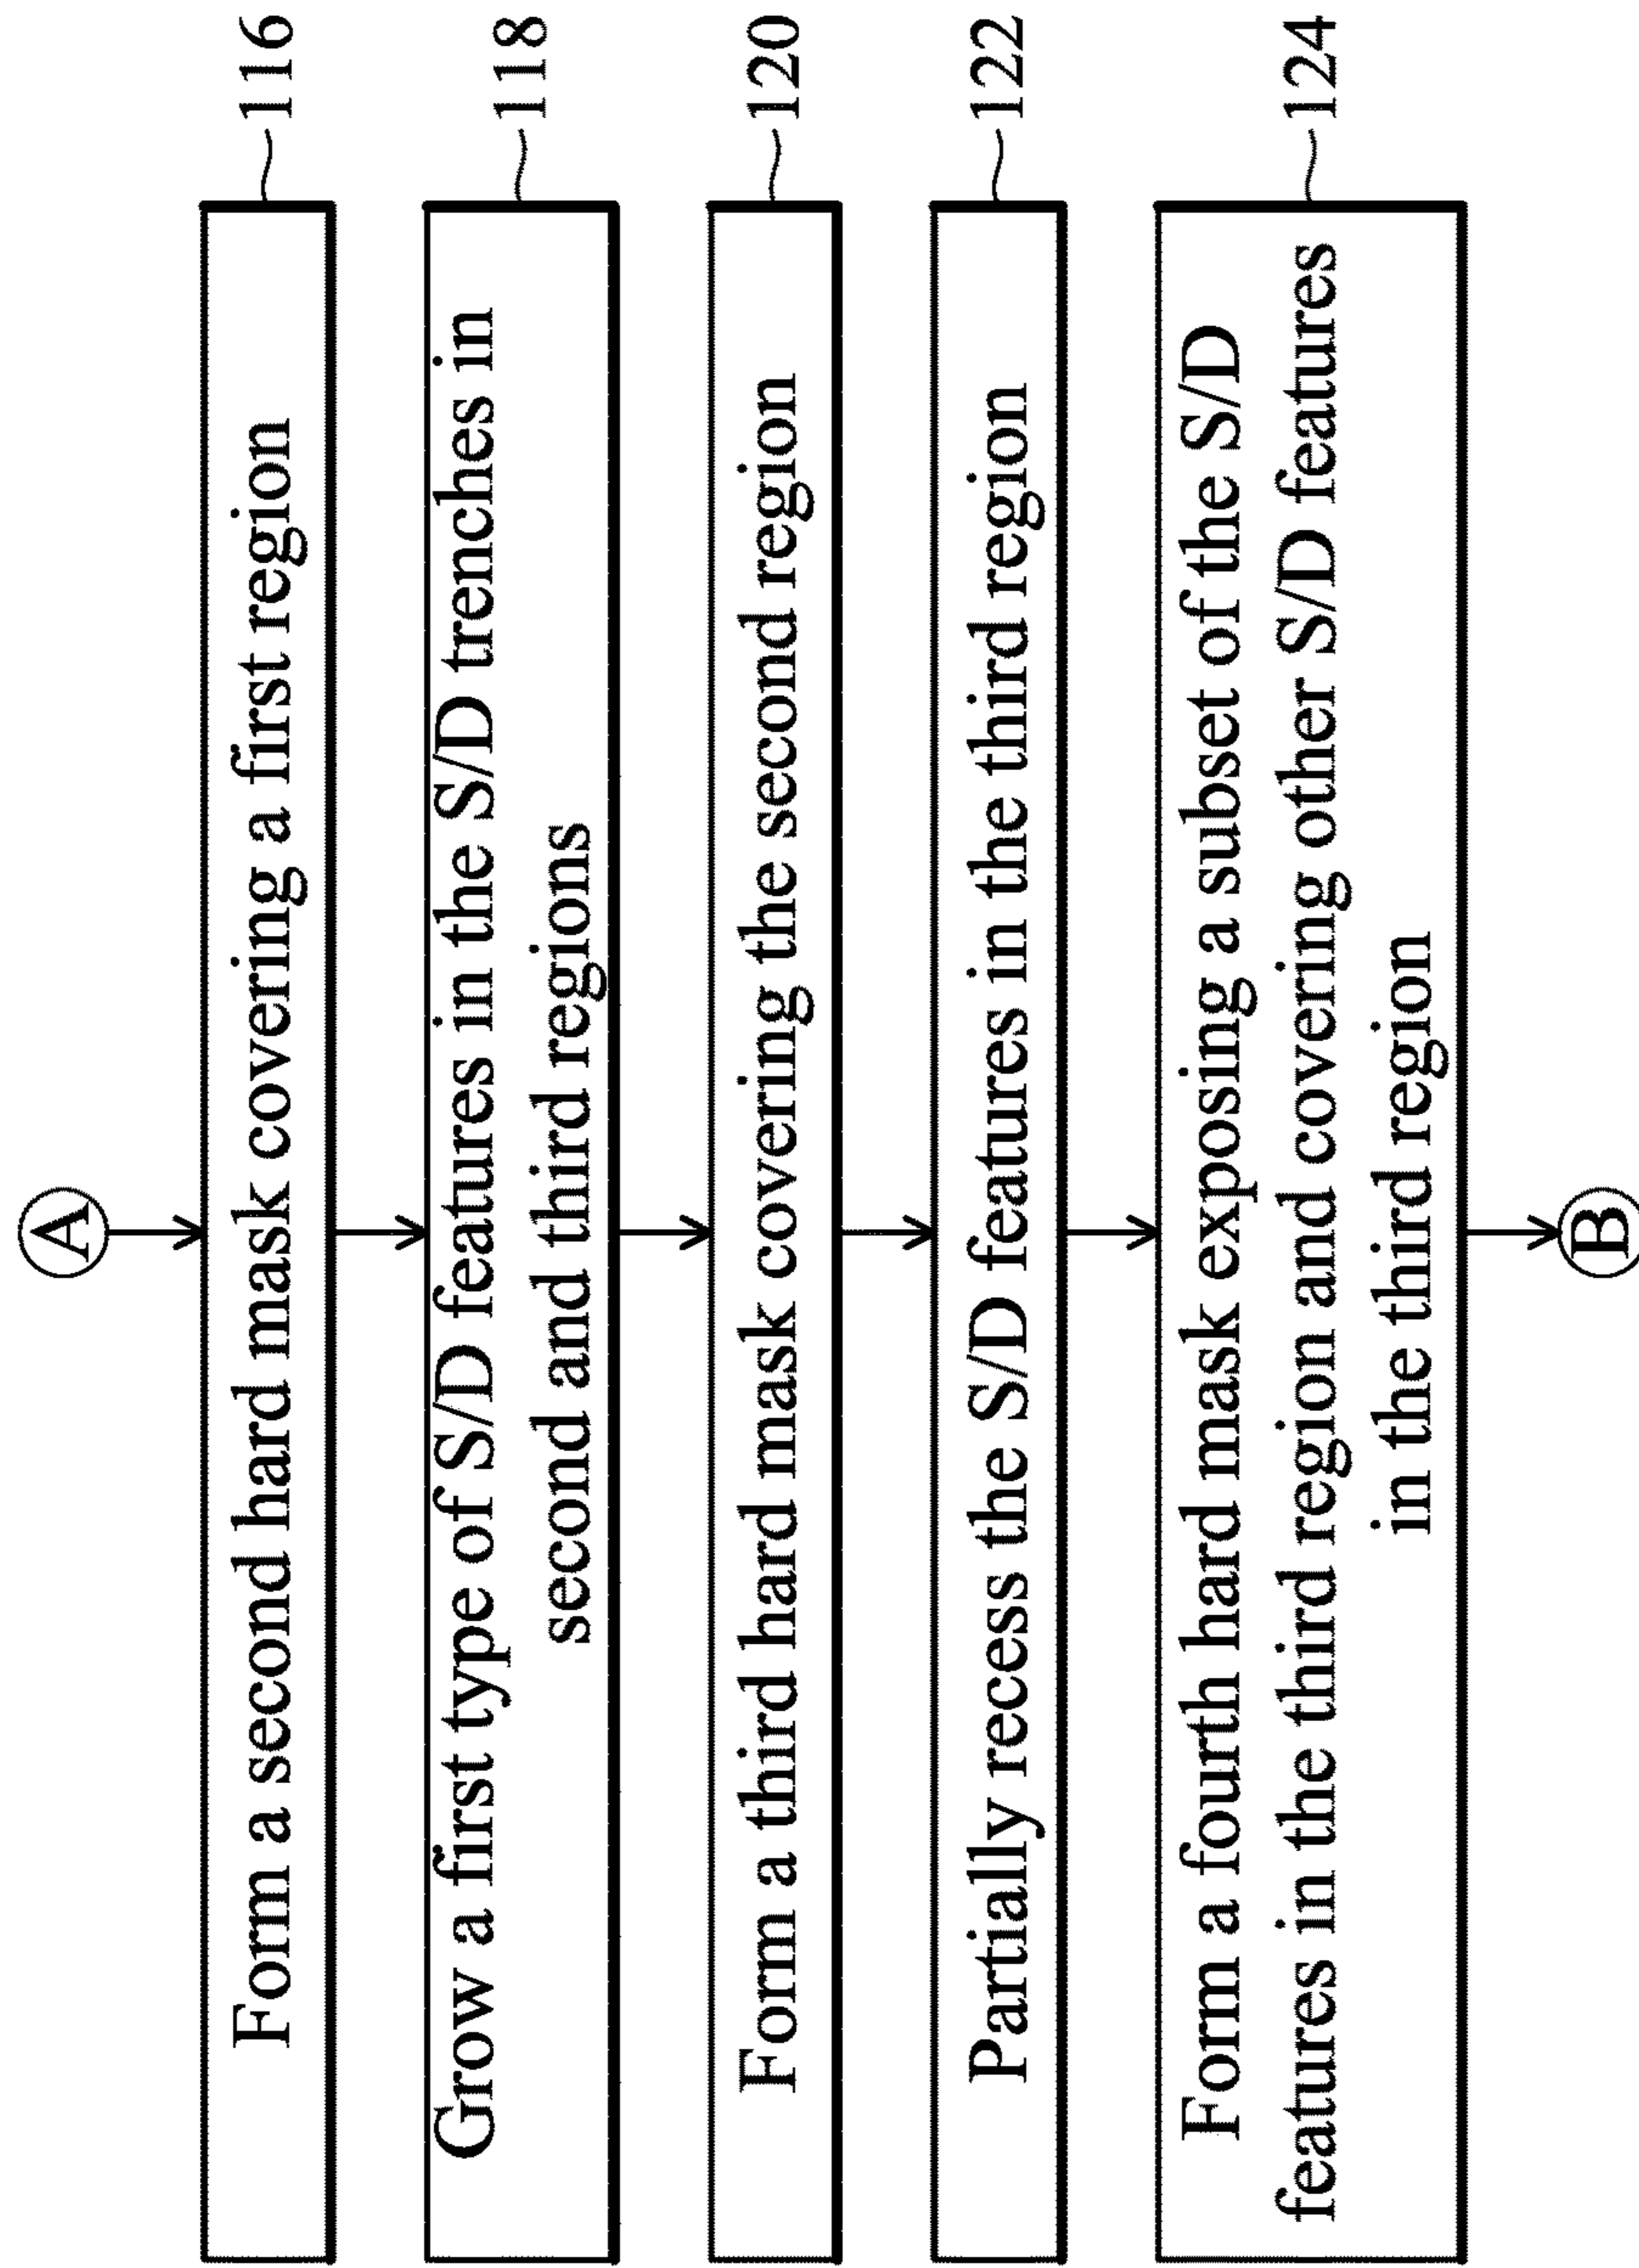 A
Form a second hard mask covering a first region
116
Grow a first type of S/D features in the S/D trenches in
second and third regions
118
Form a third hard mask covering the second region
120
Partially recess the S/D features in the third region
122
Form a fourth hard mask exposing a subset of the S/D
features in the third region and covering other S/D features
in the third region
124
B